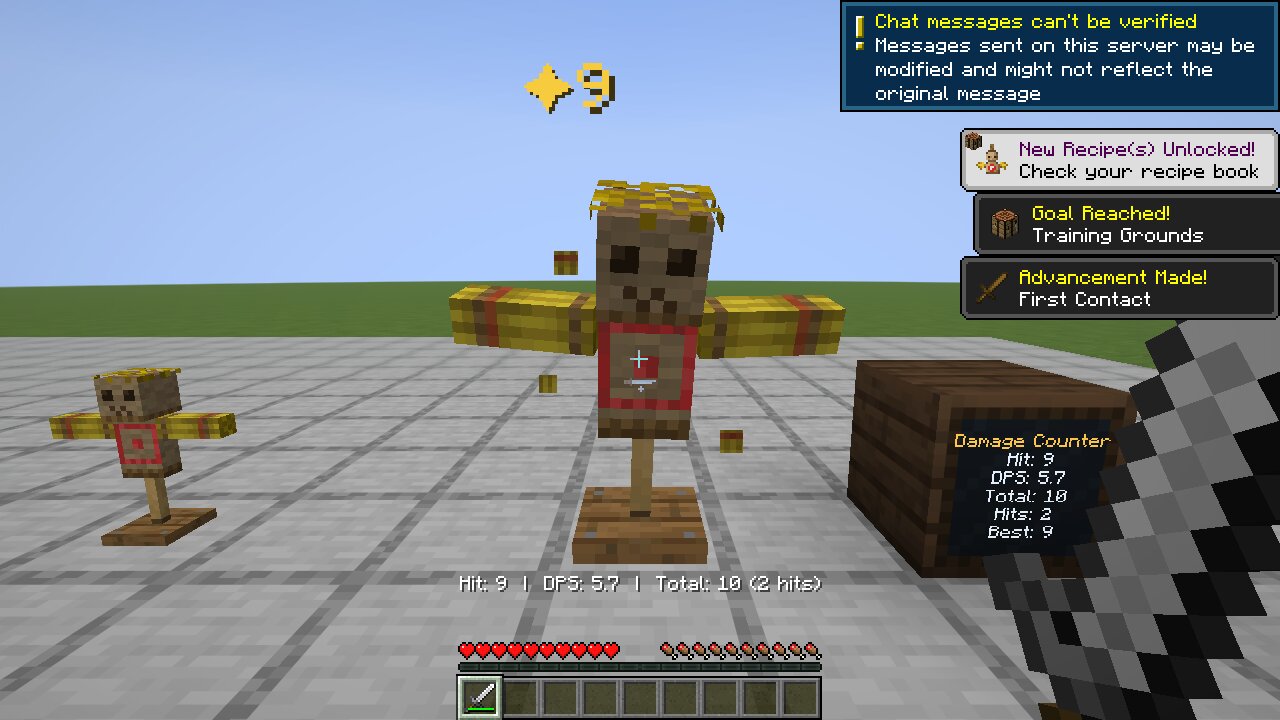 Chat messages can't be verified
Messages sent on this server may be
modified and might not reflect the
original message
9
New Recipe(s) Unlocked!
Check your recipe book
Goal Reached!
Training Grounds
Advancement Made!
First Contact
Damage Counter
Hit: 9
DPS: 5.7
Total: 10
Hits: 2
Best: 9
Hit: 9 | DPS: 5.7 | Total: 10 (2 hits)